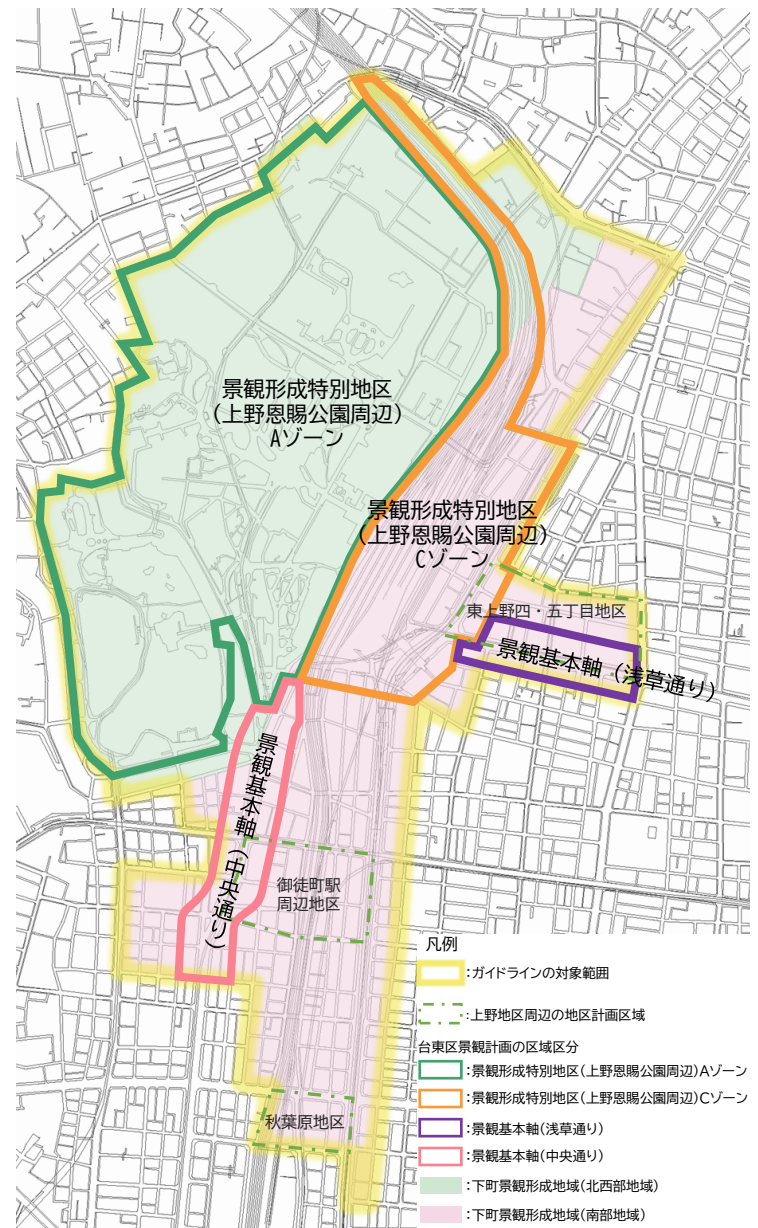 景観形成特別地区
(上野恩賜公園周辺)
Aゾーン
景観形成特別地区
(上野恩賜公園周辺)
Cゾーン
東上野四・五丁目地区
景観基本軸(浅草通り)
景観基本軸(中央通り)
御徒町駅
周辺地区
秋葉原地区
凡例
:ガイドラインの対象範囲
:上野地区周辺の地区計画区域
台東区景観計画の区域区分
:景観形成特別地区(上野恩賜公園周辺)Aゾーン
:景観形成特別地区(上野恩賜公園周辺)Cゾーン
:景観基本軸(浅草通り)
:景観基本軸(中央通り)
:下町景観形成地域(北西部地域)
:下町景観形成地域(南部地域)